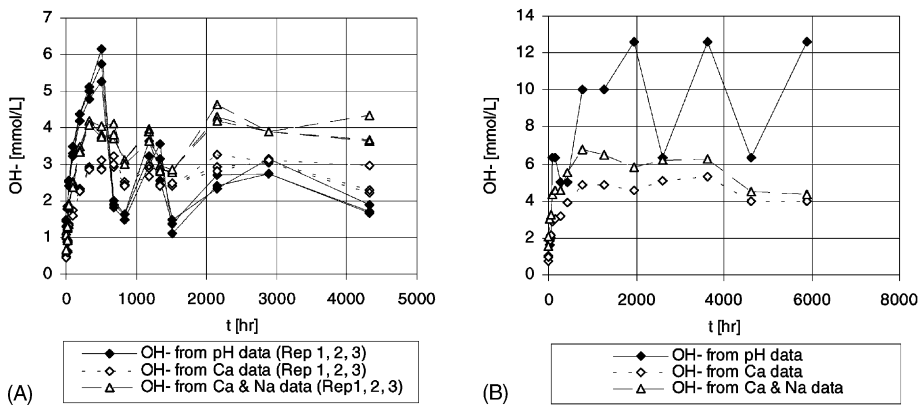 7
6
5
4
3
2
1
0
OH- [mmol/L]
0 1000 2000 3000 4000 5000
t [hr]
OH- from pH data (Rep 1, 2, 3)
OH- from Ca data (Rep 1, 2, 3)
OH- from Ca & Na data (Rep1, 2, 3)
(A)
14
12
10
8
6
4
2
0
OH- [mmol/L]
0 2000 4000 6000 8000
t [hr]
OH- from pH data
OH- from Ca data
OH- from Ca & Na data
(B)